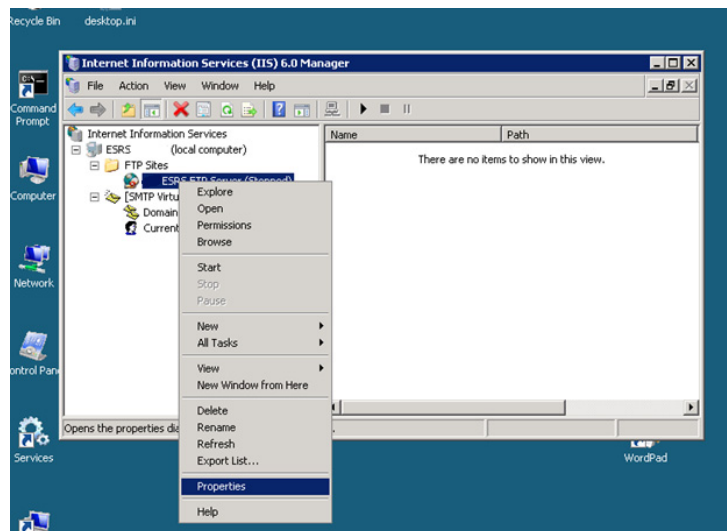 Recycle Bin
desktop.ini
Internet Information Services (IIS) 6.0 Manager
File Action View Window Help
Command
Prompt
Computer
Network
Control Pan
Services
Internet Information Services
ESRS (local computer)
FTP Sites
ESRS FTP Server (Stopped)
[SMTP Virtu
Domain
Current
Name Path
There are no items to show in this view.
Explore
Open
Permissions
Browse
Start
Stop
Pause
New
All Tasks
View
New Window from Here
Delete
Rename
Refresh
Export List...
Properties
Help
Opens the properties dia
WordPad